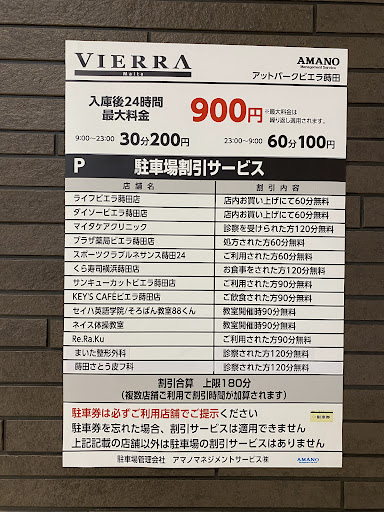 VIERRA
Maita
AMANO
Management Service
アットパークビエラ蒔田
入庫後24時間
最大料金
900円
※最大料金は
繰り返し適用されます。
9:00〜23:00 30分200円 23:00〜9:00 60分100円
P 駐車場割引サービス
店舗名 割引内容
ライフビエラ蒔田店 店内お買い上げにて60分無料
ダイソービエラ蒔田店 店内お買い上げにて60分無料
マイタケアクリニック 診察を受けられた方120分無料
プラザ薬局ビエラ蒔田店 処方された方60分無料
スポーツクラブルネサンス蒔田24 ご利用された方60分無料
くら寿司横浜蒔田店 お食事をされた方120分無料
サンキューカットビエラ蒔田店 ご利用された方90分無料
KEY'S CAFEビエラ蒔田店 ご飲食された方90分無料
セイハ英語学院/そろばん教室88くん 教室開催時90分無料
ネイス体操教室 教室開催時90分無料
Re.Ra.Ku ご利用された方90分無料
まいた整形外科 診察された方120分無料
蒔田さとう皮フ科 診察された方120分無料
割引合算 上限180分
(複数店舗ご利用で割引時間が加算されます)
駐車券は必ずご利用店舗でご提示ください
駐車券を忘れた場合、割引サービスは適用できません
上記記載の店舗以外は駐車場の割引サービスはありません
駐車場管理会社 アマノマネジメントサービス㈱ AMANO